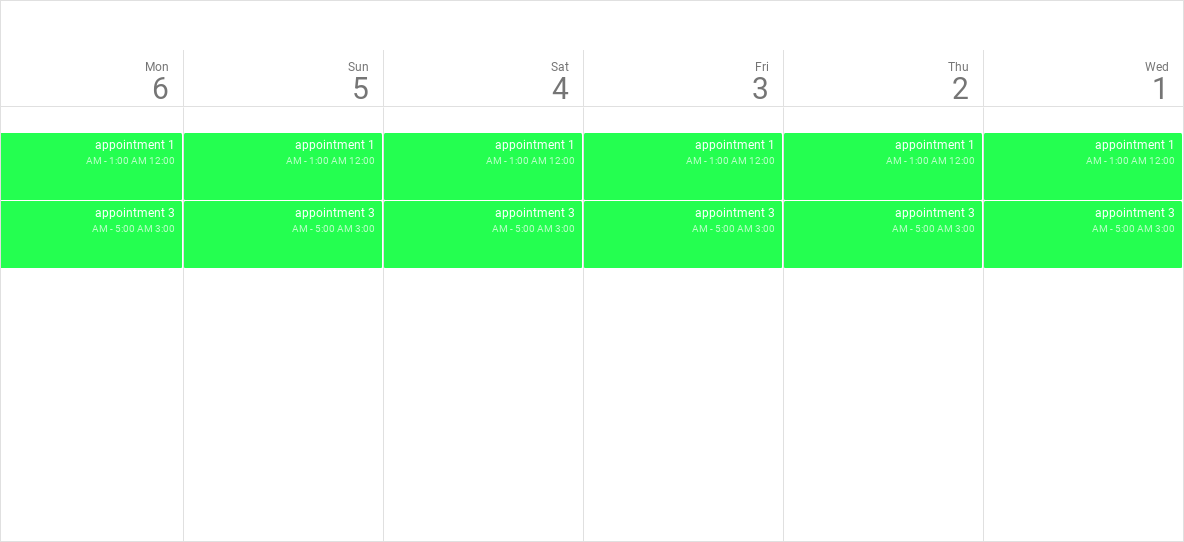 Wed
1
appointment 1
AM - 1:00 AM 12:00
appointment 3
AM - 5:00 AM 3:00
Thu
2
appointment 1
AM - 1:00 AM 12:00
appointment 3
AM - 5:00 AM 3:00
Fri
3
appointment 1
AM - 1:00 AM 12:00
appointment 3
AM - 5:00 AM 3:00
Sat
4
appointment 1
AM - 1:00 AM 12:00
appointment 3
AM - 5:00 AM 3:00
Sun
5
appointment 1
AM - 1:00 AM 12:00
appointment 3
AM - 5:00 AM 3:00
Mon
6
appointment 1
AM - 1:00 AM 12:00
appointment 3
AM - 5:00 AM 3:00